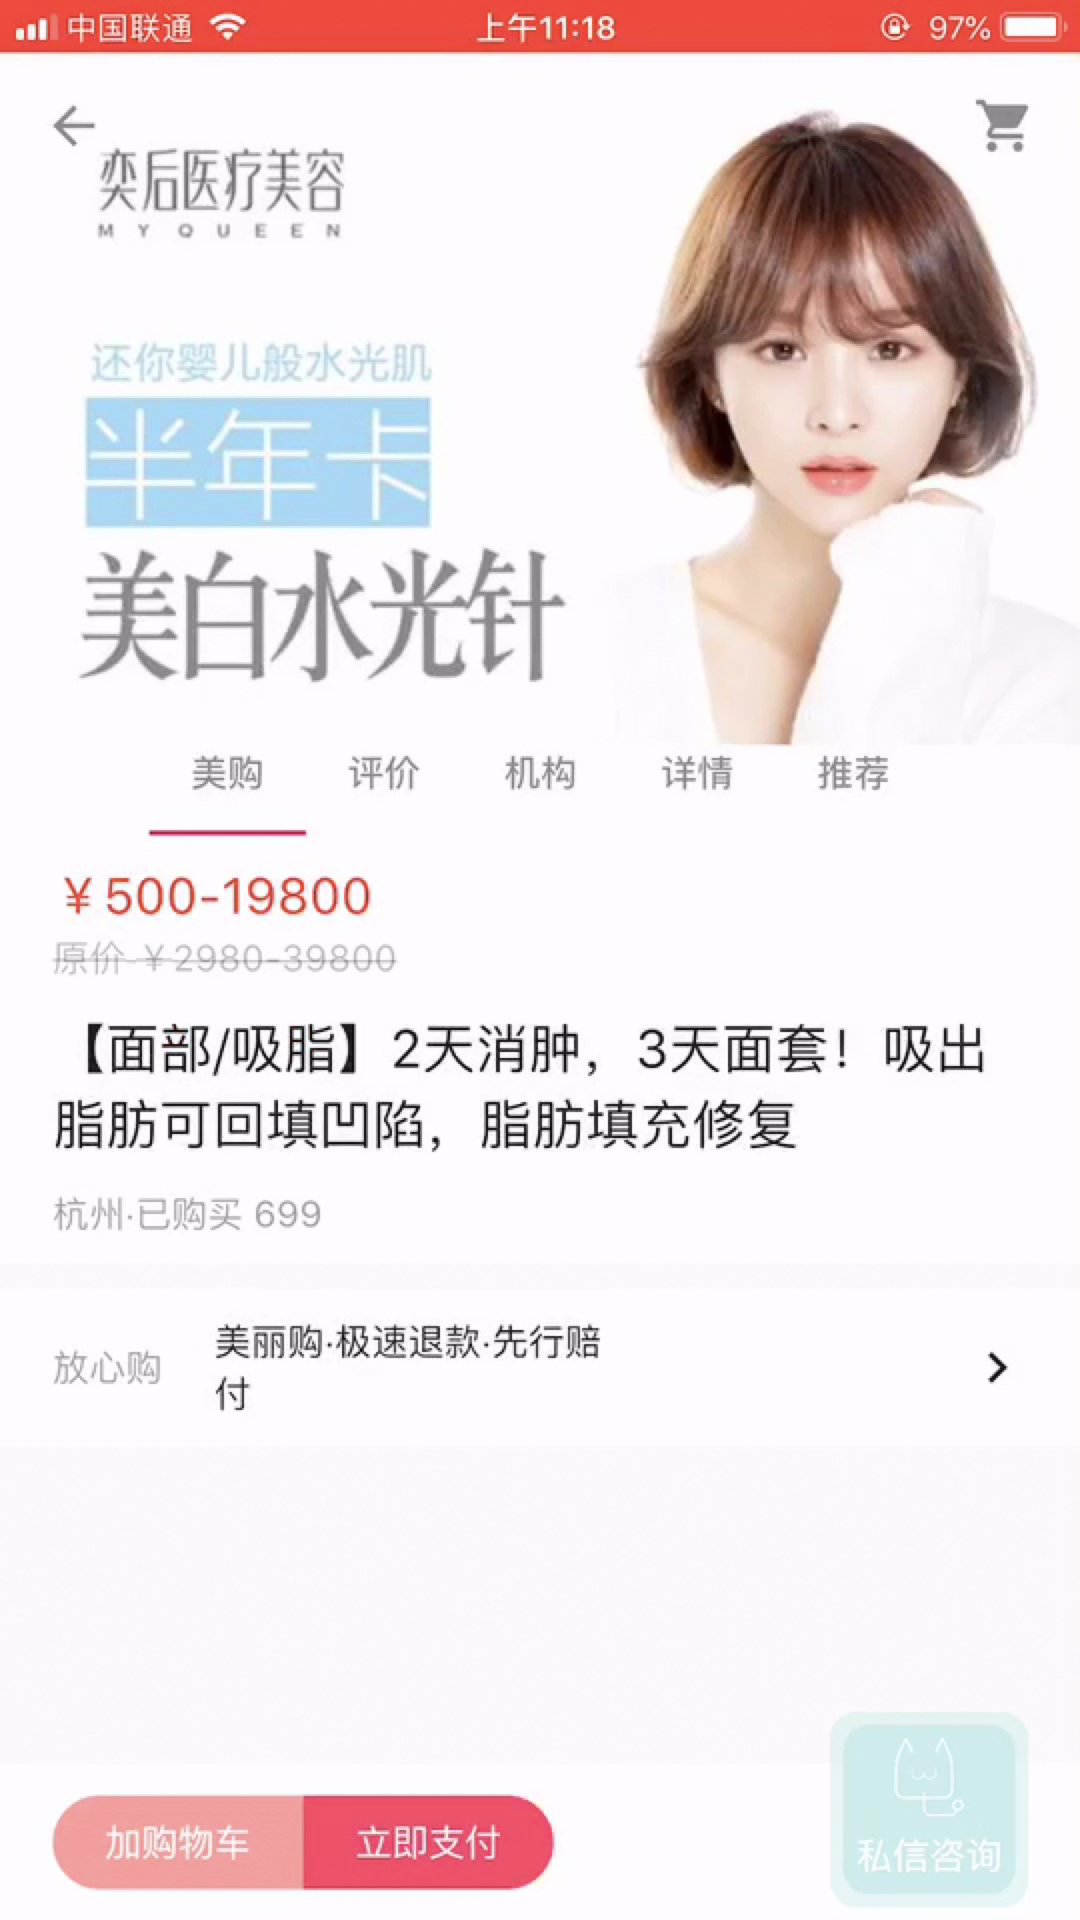 中国联通 上午11:18 97%
奕后医疗美容
MYQUEEN
还你婴儿般水光肌
半年卡
美白水光针
美购 评价 机构 详情 推荐
¥500-19800
原价 ¥2980-39800
【面部/吸脂】2天消肿，3天面套！吸出
脂肪可回填凹陷，脂肪填充修复
杭州·已购买 699
放心购 美丽购·极速退款·先行赔
付
加购物车 立即支付
私信咨询